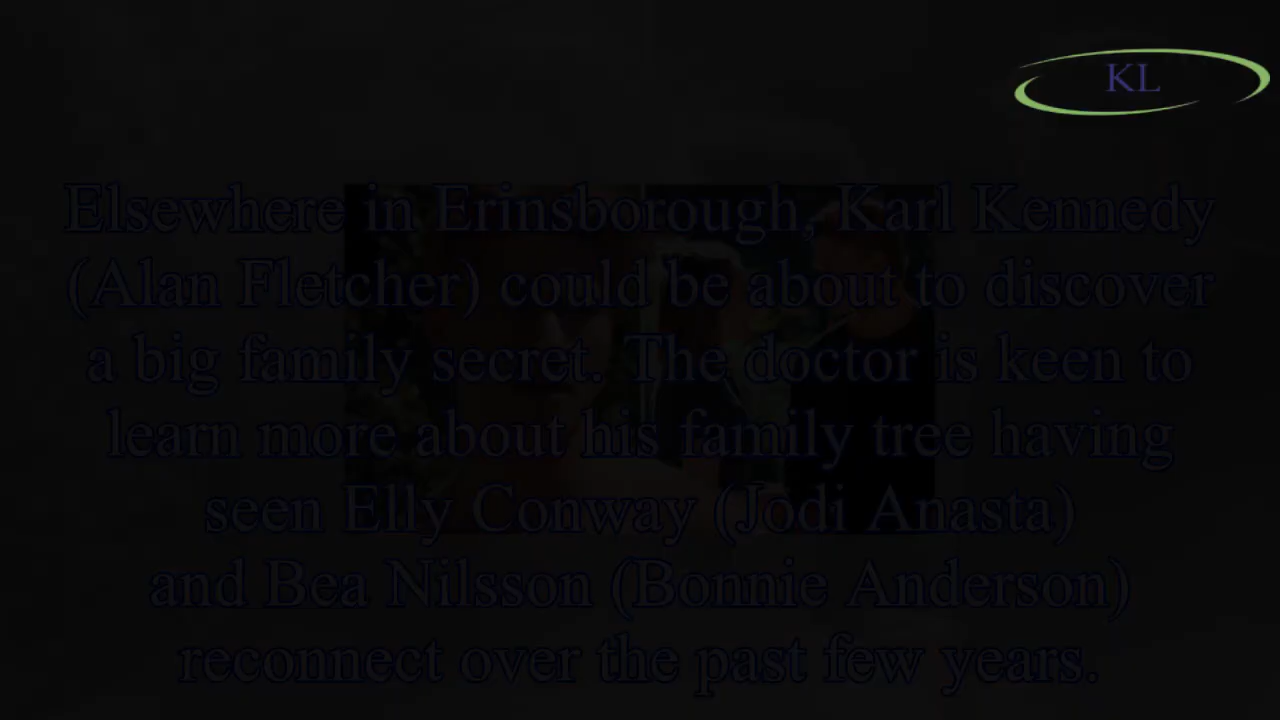 KL
Elsewhere in Erinsborough, Karl Kennedy
(Alan Fletcher) could be about to discover
a big family secret. The doctor is keen to
learn more about his family tree having
seen Elly Conway (Jodi Anasta)
and Bea Nilsson (Bonnie Anderson)
reconnect over the past few years.